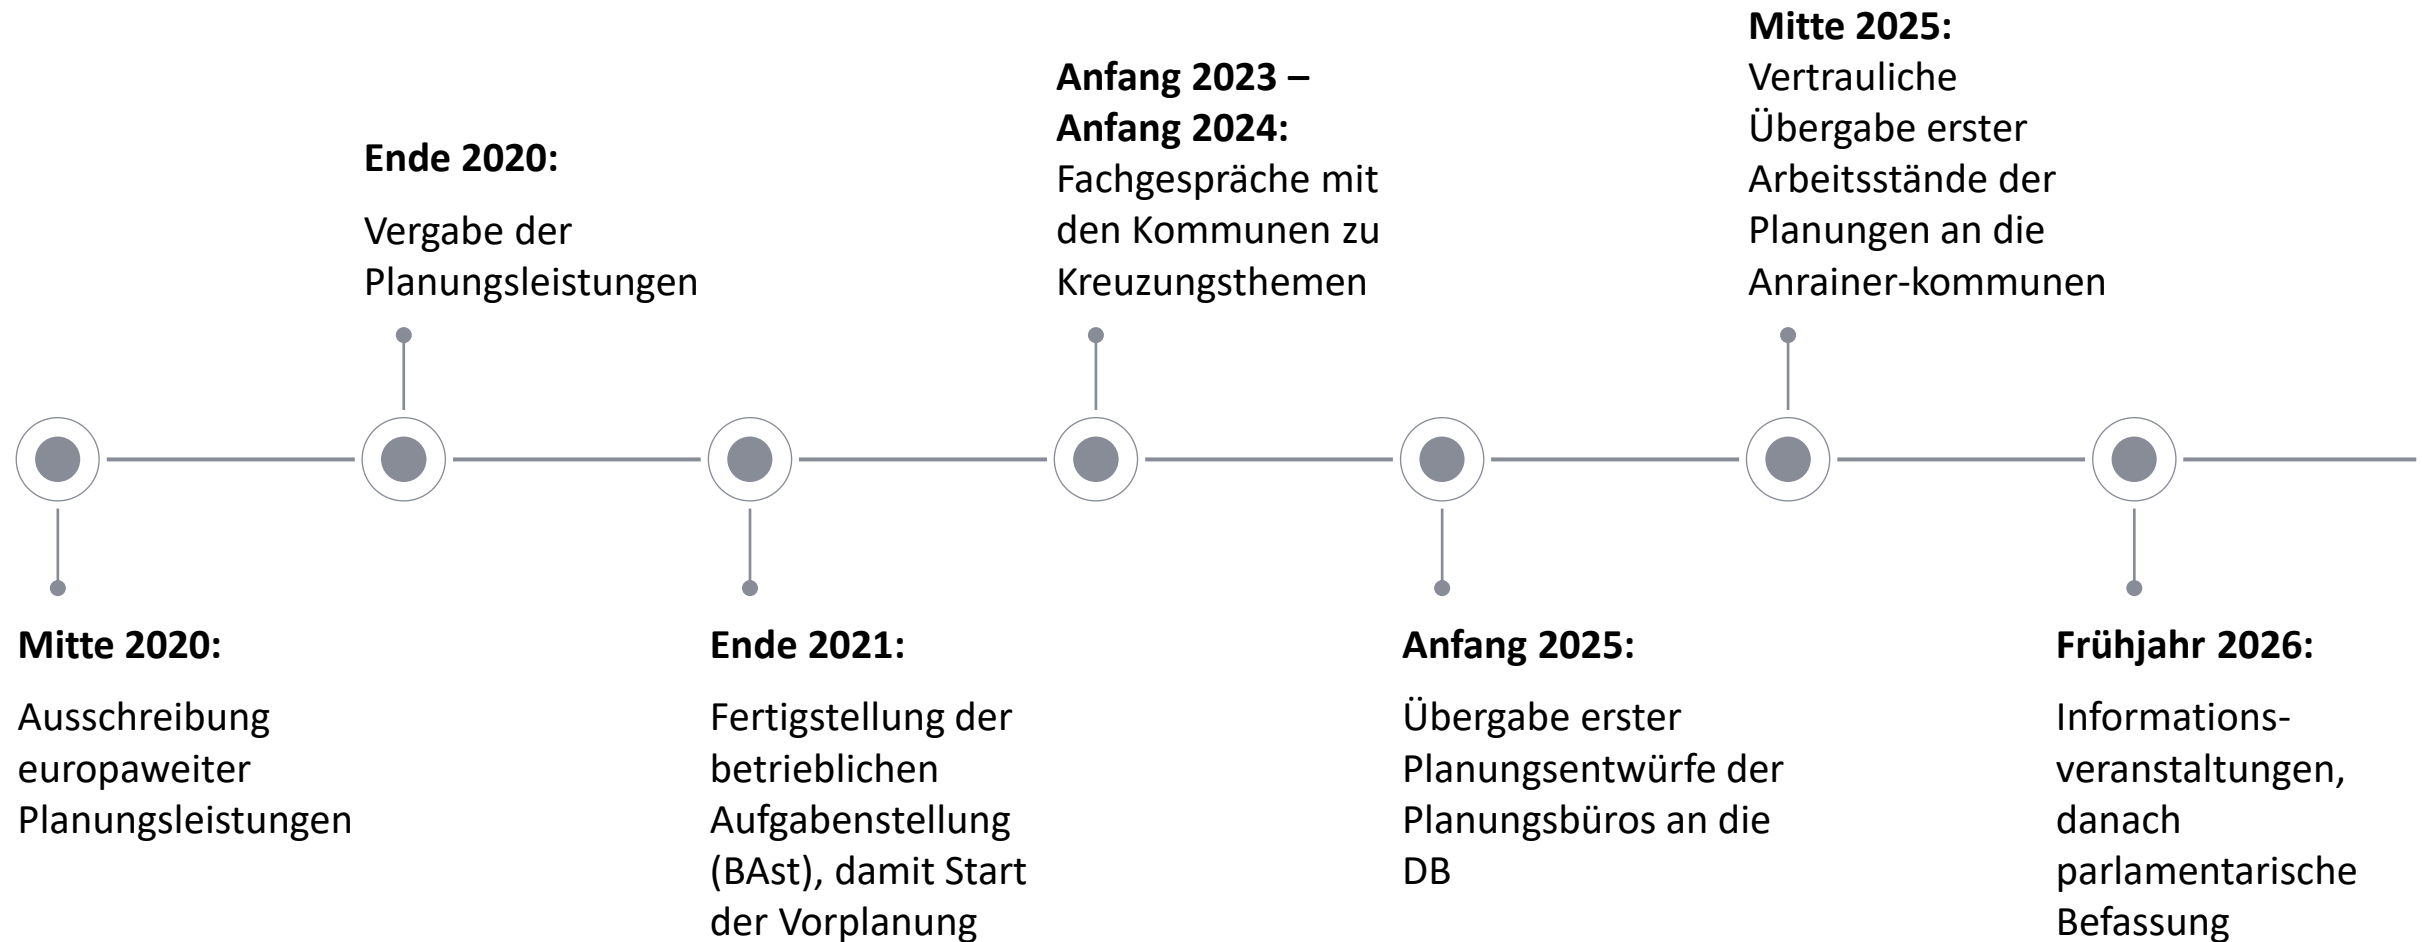 Mitte 2020:
Ausschreibung
europaweiter
Planungsleistungen
Ende 2020:
Vergabe der
Planungsleistungen
Ende 2021:
Fertigstellung der
betrieblichen
Aufgabenstellung
(BAst), damit Start
der Vorplanung
Anfang 2023 –
Anfang 2024:
Fachgespräche mit
den Kommunen zu
Kreuzungsthemen
Anfang 2025:
Übergabe erster
Planungsentwürfe der
Planungsbüros an die
DB
Mitte 2025:
Vertrauliche
Übergabe erster
Arbeitsstände der
Planungen an die
Anrainer-kommunen
Frühjahr 2026:
Informations-
veranstaltungen,
danach
parlamentarische
Befassung